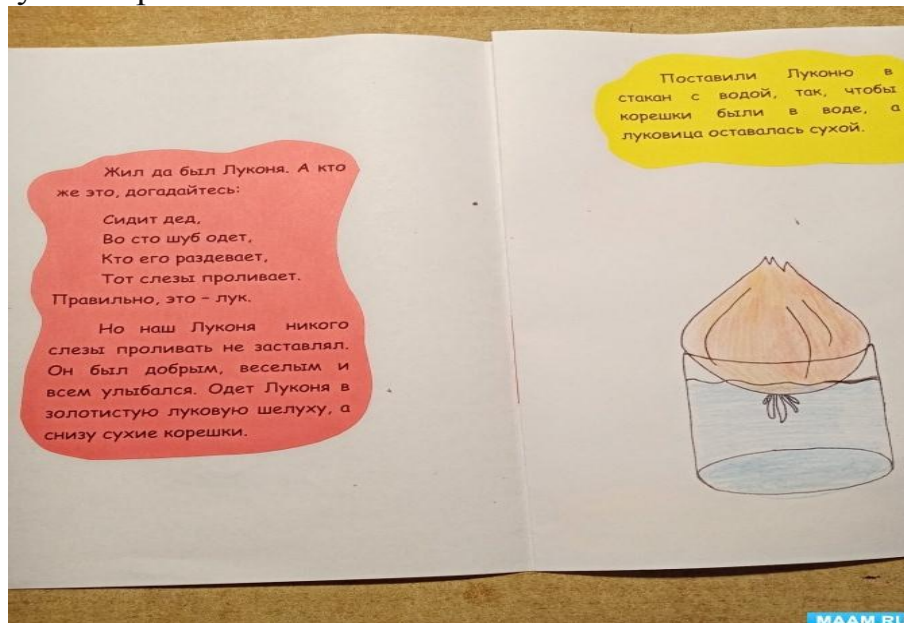 Жил да был Луконя. А кто
же это, догадайтесь:
Сидит дед,
Во сто шуб одет,
Кто его раздевает,
Тот слезы проливает.
Правильно, это – лук.
Но наш Луконя никого
слезы проливать не заставлял.
Он был добрым, веселым и
всем улыбался. Одет Луконя в
золотистую луковую шелуху, а
снизу сухие корешки.
Поставили Луконю в
стакан с водой, так, чтобы
корешки были в воде, а
луковица оставалась сухой.
MAAM.RU